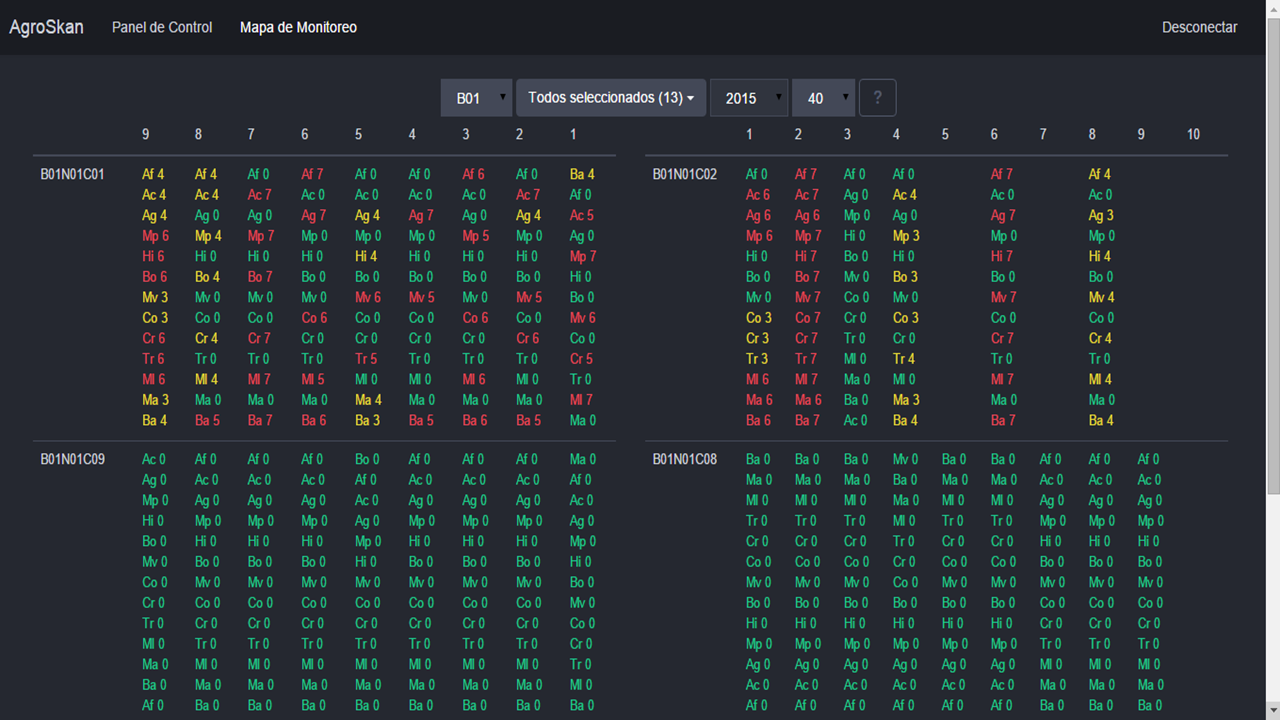 AgroSkan Panel de Control Mapa de Monitoreo Desconectar
B01 Todos seleccionados (13) 2015 40 ?
9 8 7 6 5 4 3 2 1 1 2 3 4 5 6 7 8 9 10
B01N01C01 Af 4 Af 4 Af 0 Af 7 Af 0 Af 0 Af 6 Af 0 Ba 4 B01N01C02 Af 0 Af 7 Af 0 Af 0 Af 7 Af 4
Ac 4 Ac 4 Ac 7 Ac 0 Ac 0 Ac 0 Ac 0 Ac 7 Af 0 Ac 6 Ac 7 Ag 0 Ac 4 Ac 0 Ac 0
Ag 4 Ag 0 Ag 0 Ag 7 Ag 4 Ag 7 Ag 0 Ag 4 Ac 5 Ag 6 Ag 6 Mp 0 Ag 0 Ag 7 Ag 3
Mp 6 Mp 4 Mp 7 Mp 0 Mp 0 Mp 0 Mp 5 Mp 0 Ag 0 Mp 6 Mp 7 Hi 0 Mp 3 Mp 0 Mp 0
Hi 6 Hi 0 Hi 0 Hi 0 Hi 4 Hi 0 Hi 0 Hi 0 Mp 7 Hi 0 Hi 7 Bo 0 Hi 0 Hi 7 Hi 4
Bo 6 Bo 4 Bo 7 Bo 0 Bo 0 Bo 0 Bo 0 Bo 0 Hi 0 Bo 0 Bo 7 Mv 0 Bo 3 Bo 0 Bo 0
Mv 3 Mv 0 Mv 0 Mv 0 Mv 6 Mv 5 Mv 0 Mv 5 Bo 0 Mv 0 Mv 7 Co 0 Mv 0 Mv 7 Mv 4
Co 3 Co 0 Co 0 Co 6 Co 0 Co 0 Co 6 Co 0 Mv 6 Co 3 Co 7 Cr 0 Co 3 Co 0 Co 0
Cr 6 Cr 4 Cr 7 Cr 0 Cr 0 Cr 0 Cr 0 Cr 6 Co 0 Cr 3 Cr 7 Tr 0 Cr 0 Cr 7 Cr 4
Tr 6 Tr 0 Tr 0 Tr 0 Tr 5 Tr 0 Tr 0 Tr 0 Cr 5 Tr 3 Tr 7 Ml 0 Tr 4 Tr 0 Tr 0
Ml 6 Ml 4 Ml 7 Ml 5 Ml 0 Ml 0 Ml 6 Ml 0 Tr 0 Ml 6 Ml 7 Ma 0 Ml 0 Ml 7 Ml 4
Ma 3 Ma 0 Ma 0 Ma 0 Ma 4 Ma 0 Ma 0 Ma 0 Ml 7 Ma 6 Ma 6 Ba 0 Ma 3 Ma 0 Ma 0
Ba 4 Ba 5 Ba 7 Ba 6 Ba 3 Ba 5 Ba 6 Ba 5 Ma 0 Ba 6 Ba 7 Ac 0 Ba 4 Ba 7 Ba 4
B01N01C09 Ac 0 Af 0 Af 0 Af 0 Bo 0 Af 0 Af 0 Af 0 Ma 0 B01N01C08 Ba 0 Ba 0 Ba 0 Mv 0 Ba 0 Ba 0 Af 0 Af 0 Af 0
Ag 0 Ac 0 Ac 0 Ac 0 Af 0 Ac 0 Ac 0 Ac 0 Af 0 Ma 0 Ma 0 Ma 0 Ba 0 Ma 0 Ma 0 Ac 0 Ac 0 Ac 0
Mp 0 Ag 0 Ag 0 Ag 0 Ac 0 Ag 0 Ag 0 Ag 0 Ac 0 Ml 0 Ml 0 Ml 0 Ma 0 Ml 0 Ml 0 Ag 0 Ag 0 Ag 0
Hi 0 Mp 0 Mp 0 Mp 0 Ag 0 Mp 0 Mp 0 Mp 0 Ag 0 Tr 0 Tr 0 Tr 0 Ml 0 Tr 0 Tr 0 Mp 0 Mp 0 Mp 0
Bo 0 Hi 0 Hi 0 Hi 0 Mp 0 Hi 0 Hi 0 Hi 0 Mp 0 Cr 0 Cr 0 Cr 0 Tr 0 Cr 0 Cr 0 Hi 0 Hi 0 Hi 0
Mv 0 Bo 0 Bo 0 Bo 0 Hi 0 Bo 0 Bo 0 Bo 0 Hi 0 Co 0 Co 0 Co 0 Cr 0 Co 0 Co 0 Bo 0 Bo 0 Bo 0
Co 0 Mv 0 Mv 0 Mv 0 Mv 0 Mv 0 Mv 0 Mv 0 Bo 0 Mv 0 Mv 0 Mv 0 Co 0 Mv 0 Mv 0 Mv 0 Mv 0 Mv 0
Cr 0 Co 0 Co 0 Co 0 Co 0 Co 0 Co 0 Co 0 Mv 0 Bo 0 Bo 0 Bo 0 Bo 0 Bo 0 Bo 0 Co 0 Co 0 Co 0
Tr 0 Cr 0 Cr 0 Cr 0 Cr 0 Cr 0 Cr 0 Cr 0 Co 0 Hi 0 Hi 0 Hi 0 Hi 0 Hi 0 Hi 0 Cr 0 Cr 0 Cr 0
Ml 0 Tr 0 Tr 0 Tr 0 Tr 0 Tr 0 Tr 0 Tr 0 Cr 0 Mp 0 Mp 0 Mp 0 Mp 0 Mp 0 Mp 0 Tr 0 Tr 0 Tr 0
Ma 0 Ml 0 Ml 0 Ml 0 Ml 0 Ml 0 Ml 0 Ml 0 Tr 0 Ag 0 Ag 0 Ag 0 Ag 0 Ag 0 Ag 0 Ml 0 Ml 0 Ml 0
Ba 0 Ma 0 Ma 0 Ma 0 Ma 0 Ma 0 Ma 0 Ma 0 Ml 0 Ac 0 Ac 0 Ac 0 Ac 0 Ac 0 Ac 0 Ma 0 Ma 0 Ma 0
Af 0 Ba 0 Ba 0 Ba 0 Ba 0 Ba 0 Ba 0 Ba 0 Ba 0 Af 0 Af 0 Af 0 Af 0 Af 0 Af 0 Ba 0 Ba 0 Ba 0